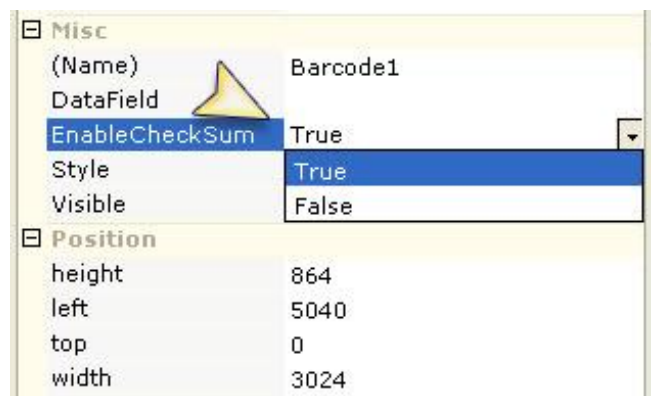 Misc
(Name) Barcode1
DataField
EnableCheckSum True
Style True
Visible False
Position
height 864
left 5040
top 0
width 3024